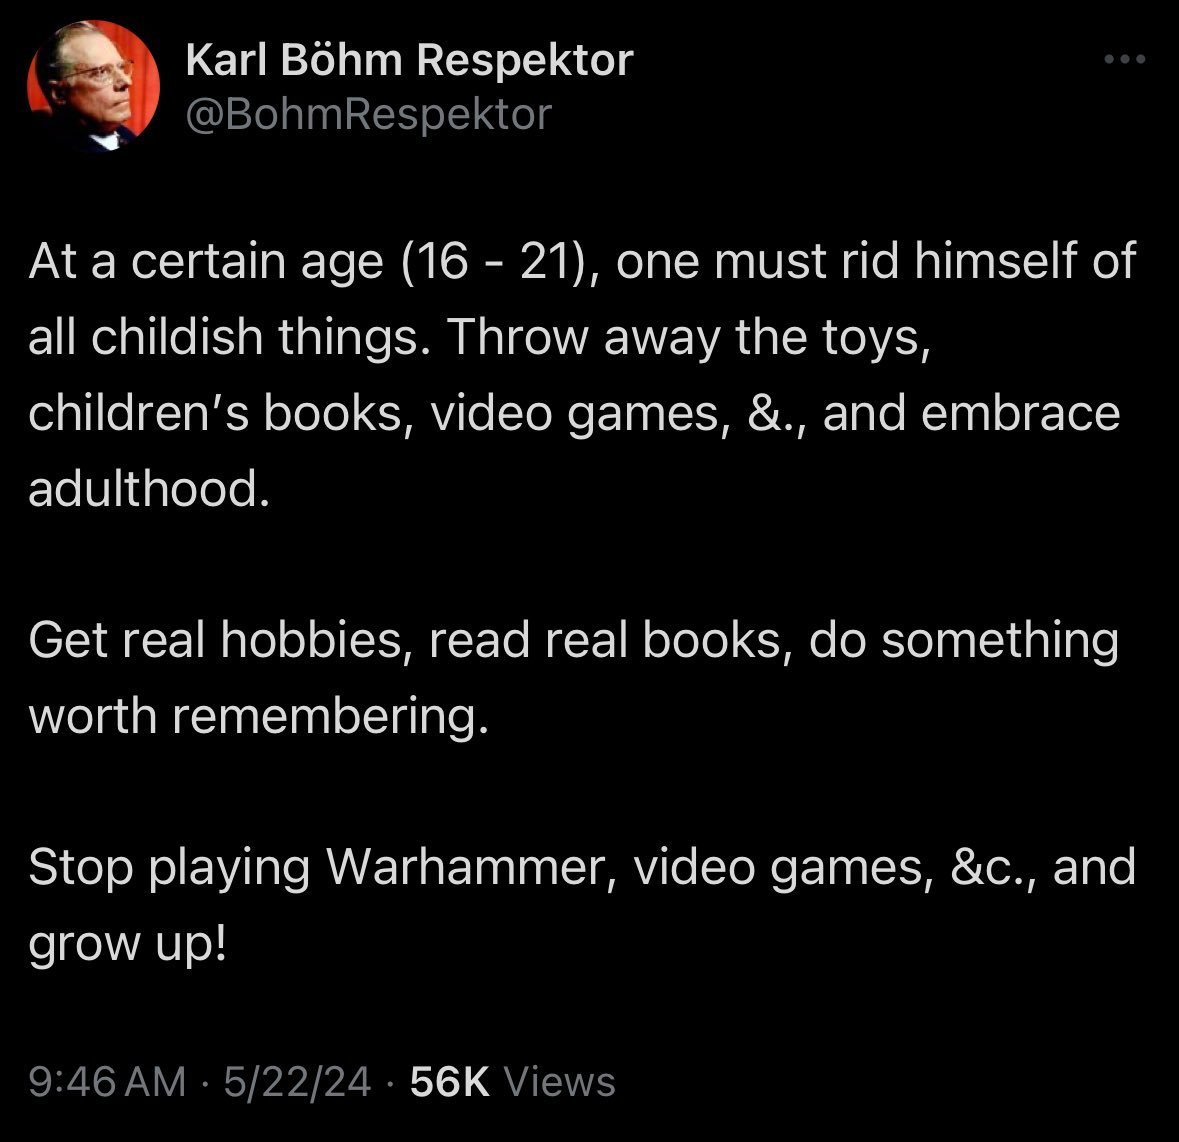 Karl Böhm Respektor
@BohmRespektor
At a certain age (16 - 21), one must rid himself of
all childish things. Throw away the toys,
children’s books, video games, &., and embrace
adulthood.
Get real hobbies, read real books, do something
worth remembering.
Stop playing Warhammer, video games, &c., and
grow up!
9:46 AM · 5/22/24 · 56K Views